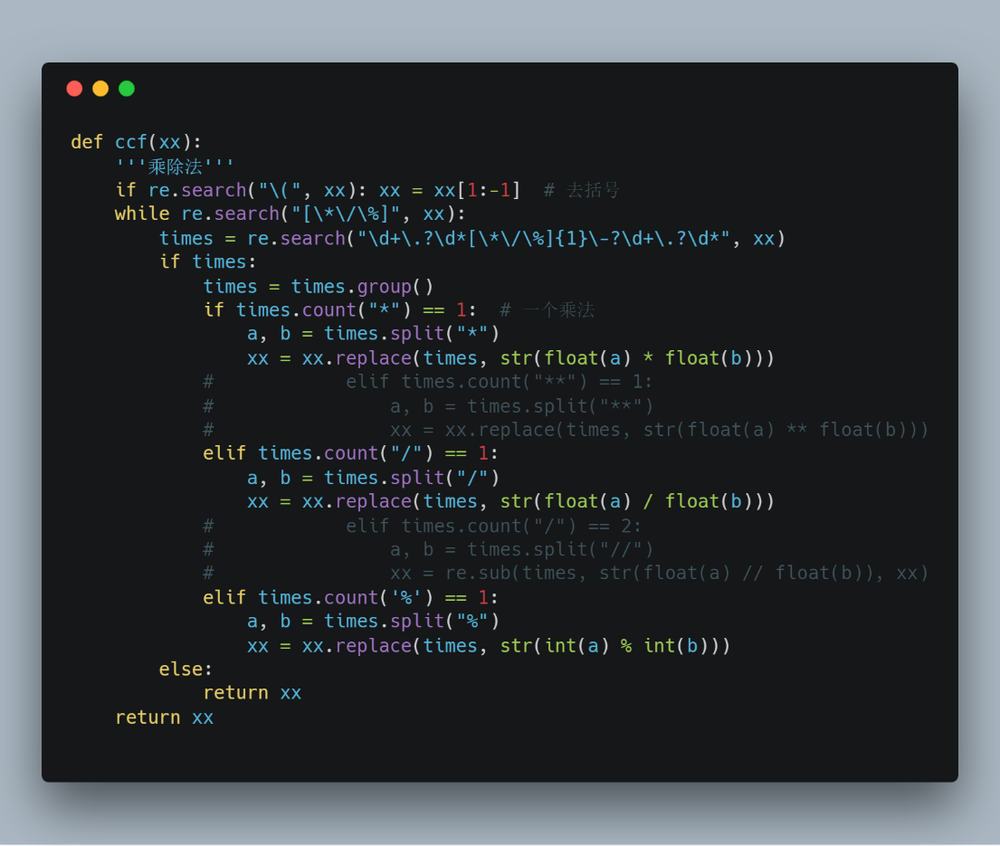 def ccf(xx):
    '''乘除法'''
    if re.search("\(", xx): xx = xx[1:-1]  # 去括号
    while re.search("[\*\/\%]", xx):
        times = re.search("\d+\.?\d*[\*\/\%]{1}\-?\d+\.?\d*", xx)
        if times:
            times = times.group()
            if times.count("*") == 1:  # 一个乘法
                a, b = times.split("*")
                xx = xx.replace(times, str(float(a) * float(b)))
            #            elif times.count("**") == 1:
            #                a, b = times.split("**")
            #                xx = xx.replace(times, str(float(a) ** float(b)))
            elif times.count("/") == 1:
                a, b = times.split("/")
                xx = xx.replace(times, str(float(a) / float(b)))
            #            elif times.count("/") == 2:
            #                a, b = times.split("//")
            #                xx = re.sub(times, str(float(a) // float(b)), xx)
            elif times.count('%') == 1:
                a, b = times.split("%")
                xx = xx.replace(times, str(int(a) % int(b)))
        else:
            return xx
    return xx